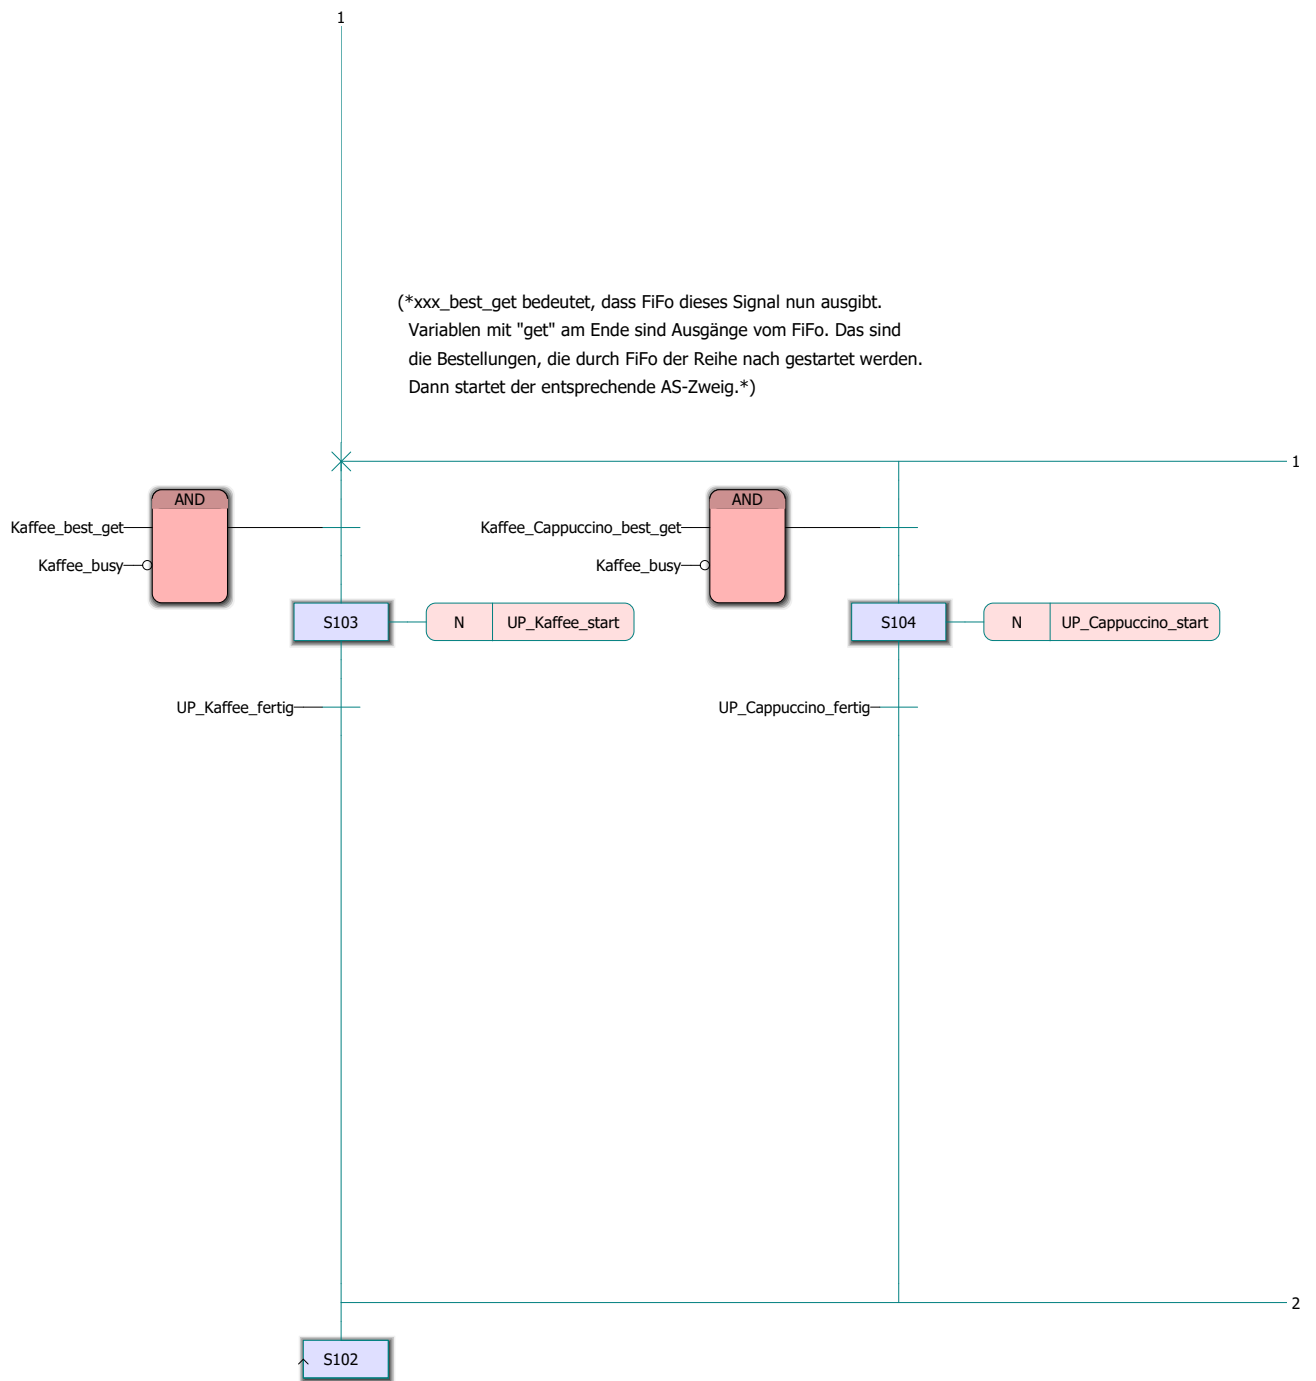 1
(*xxx_best_get bedeutet, dass FiFo dieses Signal nun ausgibt.
Variablen mit "get" am Ende sind Ausgänge vom FiFo. Das sind
die Bestellungen, die durch FiFo der Reihe nach gestartet werden.
Dann startet der entsprechende AS-Zweig.*)
1
AND
Kaffee_best_get
Kaffee_busy
AND
Kaffee_Cappuccino_best_get
Kaffee_busy
S103
N
UP_Kaffee_start
S104
N
UP_Cappuccino_start
UP_Kaffee_fertig
UP_Cappuccino_fertig
2
S102